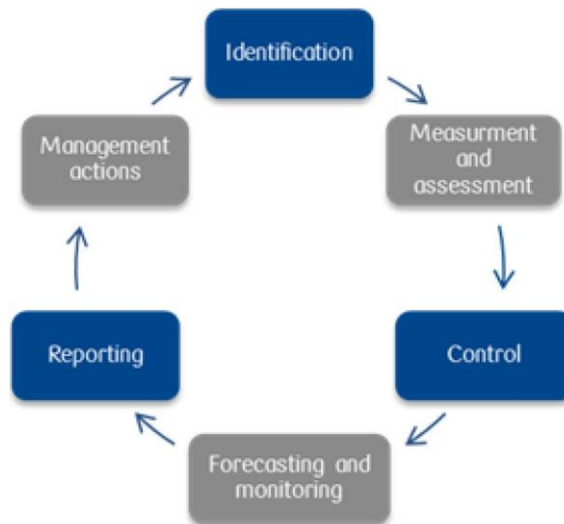 Identification
Measurment
and
assessment
Control
Forecasting and
monitoring
Reporting
Management
actions